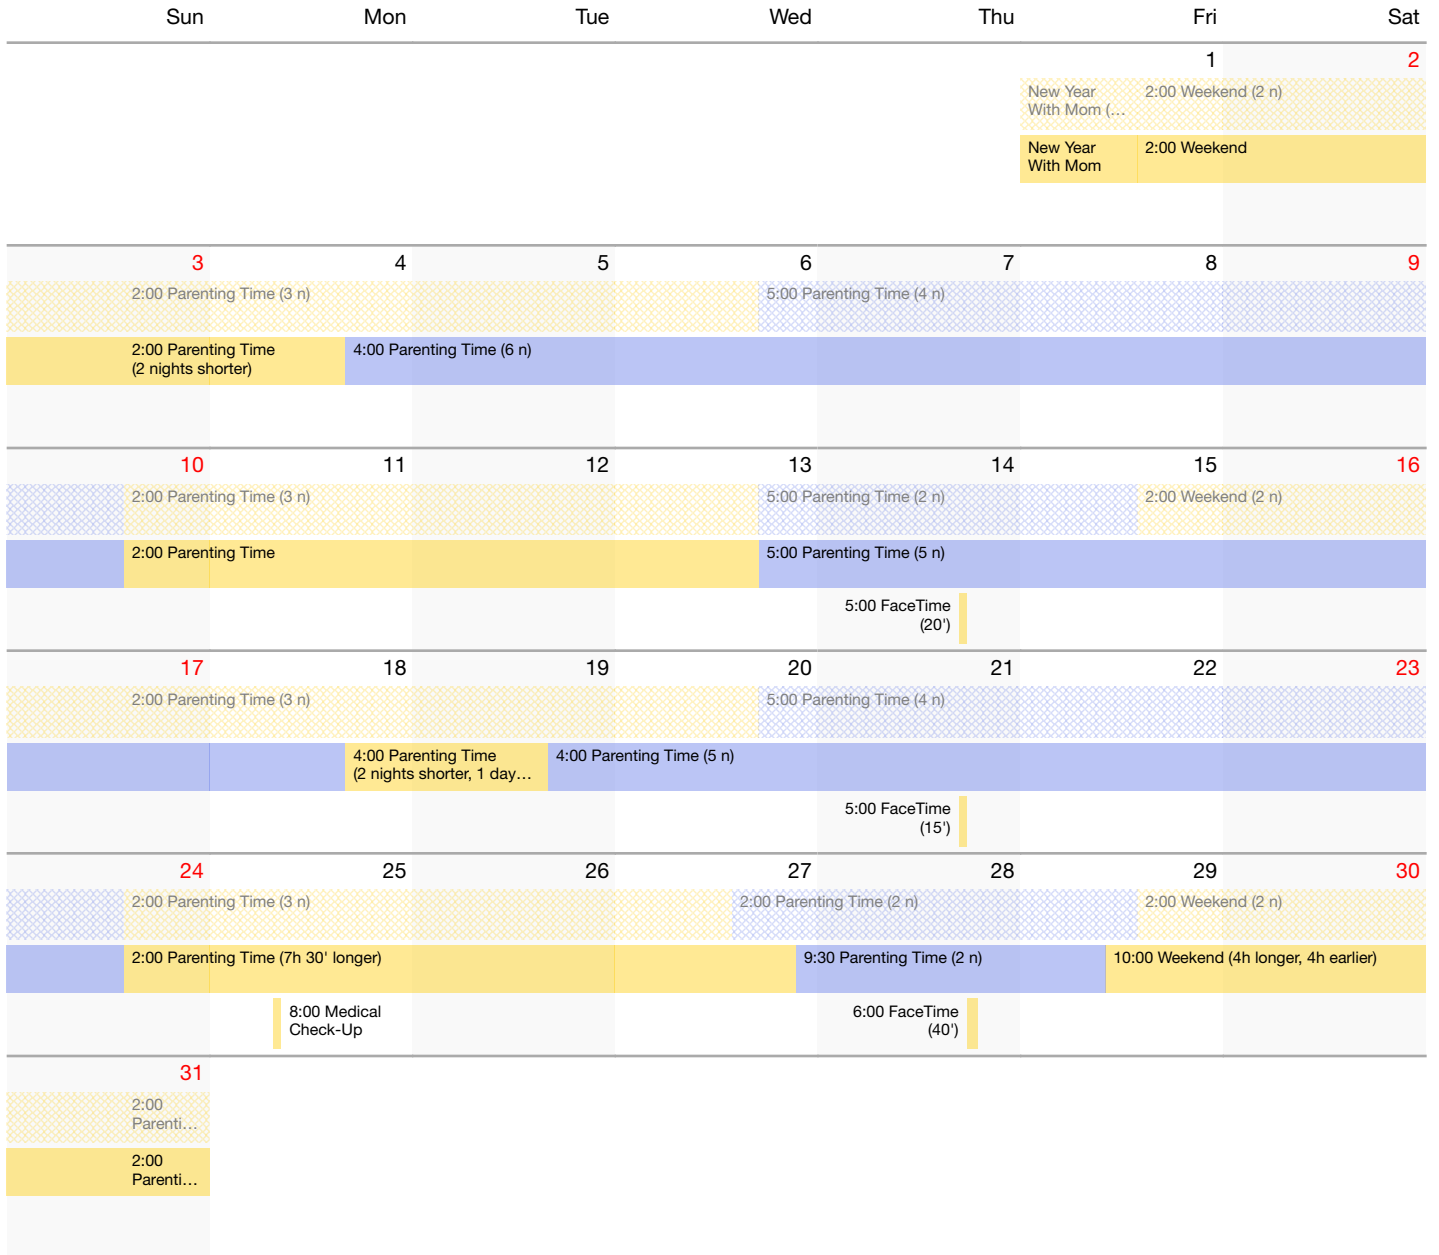 Sun Mon Tue Wed Thu Fri Sat
1 2
New Year
With Mom (…
2:00 Weekend (2 n)
New Year
With Mom
2:00 Weekend
3 4 5 6 7 8 9
2:00 Parenting Time (3 n)
5:00 Parenting Time (4 n)
2:00 Parenting Time
(2 nights shorter)
4:00 Parenting Time (6 n)
10 11 12 13 14 15 16
2:00 Parenting Time (3 n)
5:00 Parenting Time (2 n)
2:00 Weekend (2 n)
2:00 Parenting Time
5:00 Parenting Time (5 n)
5:00 FaceTime
(20')
17 18 19 20 21 22 23
2:00 Parenting Time (3 n)
5:00 Parenting Time (4 n)
4:00 Parenting Time
(2 nights shorter, 1 day…
4:00 Parenting Time (5 n)
5:00 FaceTime
(15')
24 25 26 27 28 29 30
2:00 Parenting Time (3 n)
2:00 Parenting Time (2 n)
2:00 Weekend (2 n)
2:00 Parenting Time (7h 30' longer)
9:30 Parenting Time (2 n)
10:00 Weekend (4h longer, 4h earlier)
8:00 Medical
Check-Up
6:00 FaceTime
(40')
31
2:00
Parenti…
2:00
Parenti…